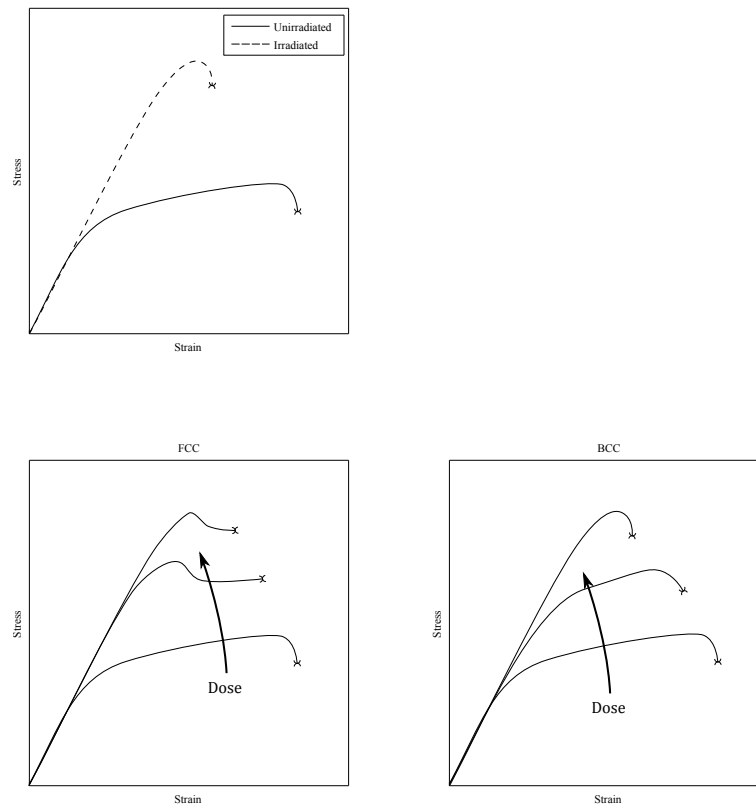 Unirradiated
Irradiated
Stress
Strain
FCC
Stress
Dose
Strain
BCC
Stress
Dose
Strain